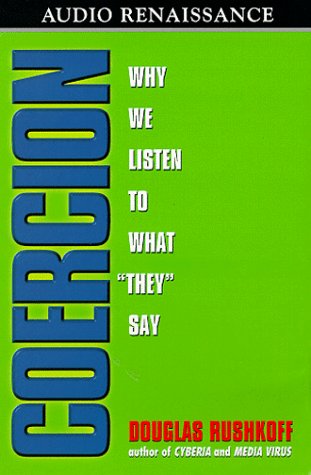 AUDIO RENAISSANCE
COERCION
WHY
WE
LISTEN
TO
WHAT
“THEY”
SAY
DOUGLAS RUSHKOFF
author of CYBERIA and MEDIA VIRUS